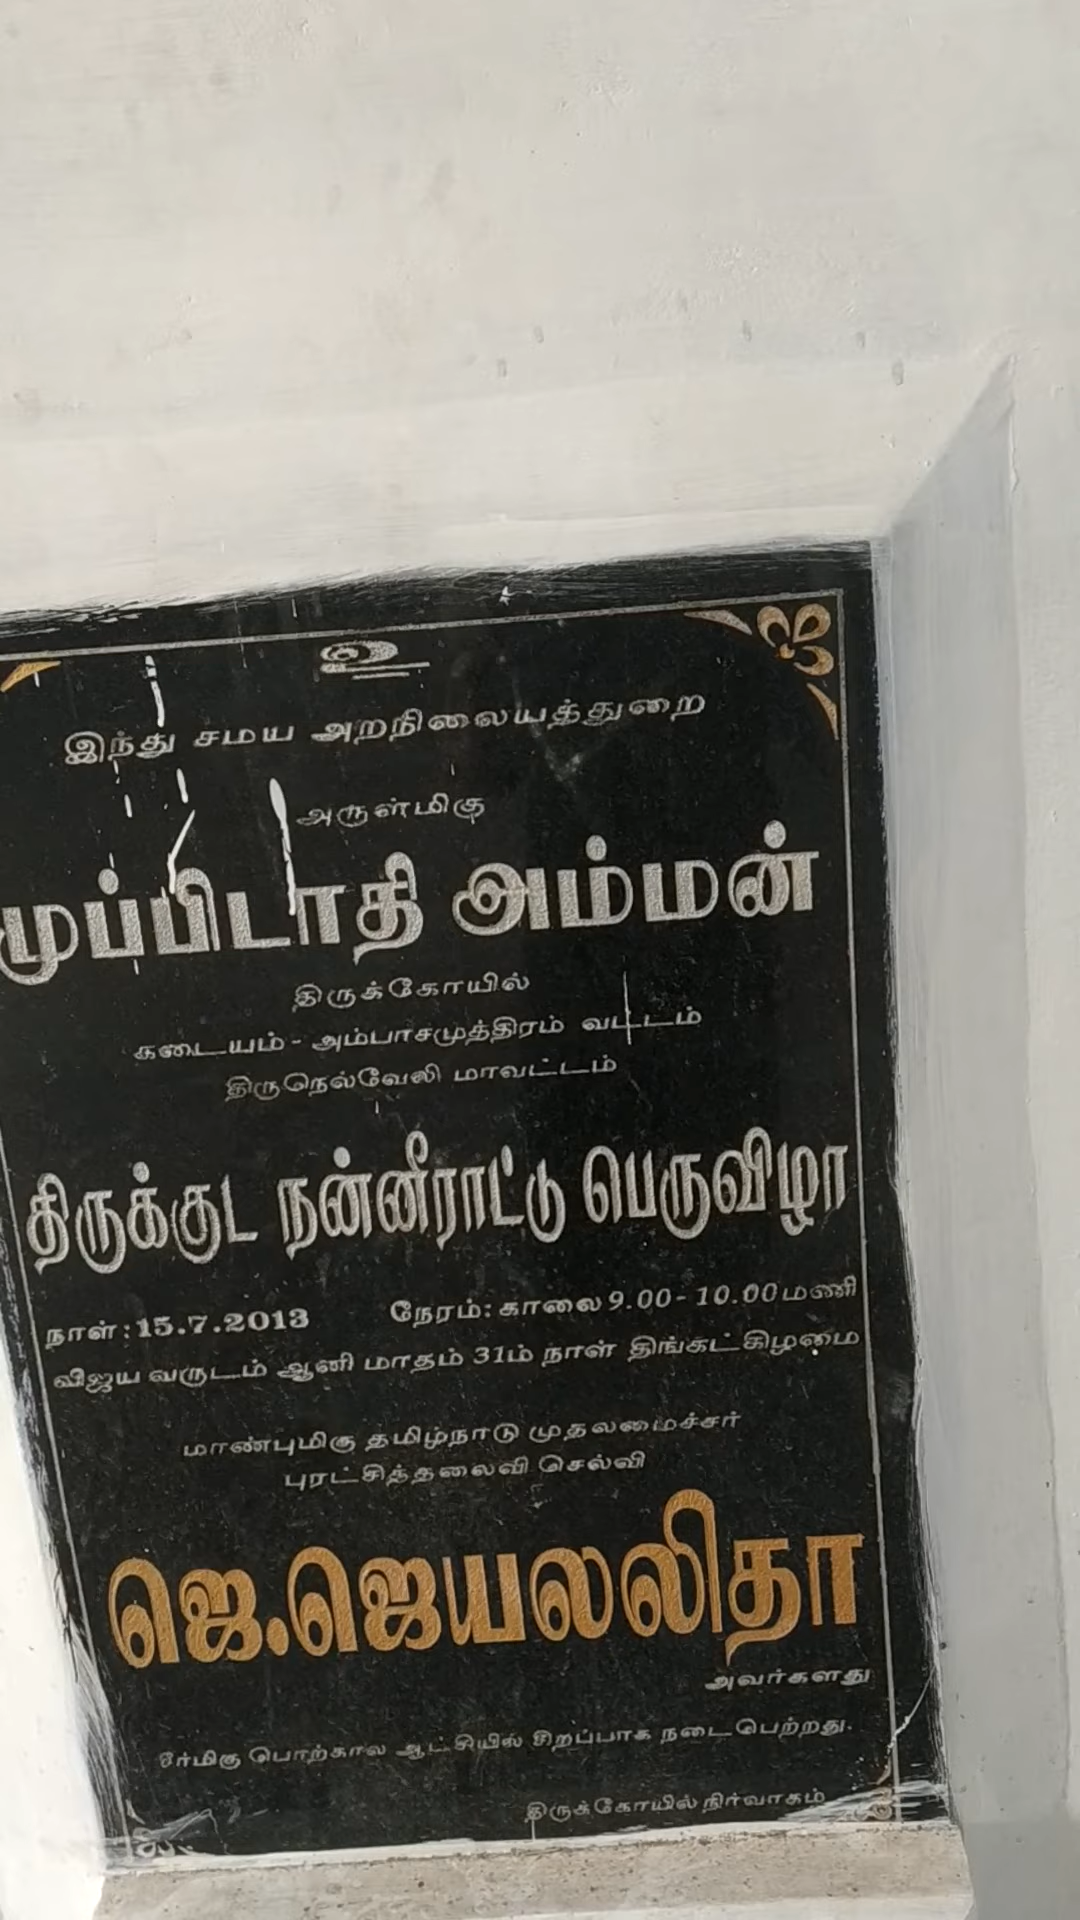 உ
இந்து சமய அறநிலையத்துறை
அருள்மிகு
முப்பிடாதி அம்மன்
திருக்கோயில்
கடையம் - அம்பாசமுத்திரம் வட்டம்
திருநெல்வேலி மாவட்டம்
திருக்குட நன்னீராட்டு பெருவிழா
நாள் : 15.7.2013 நேரம் : காலை 9.00 - 10.00 மணி
விஜய வருடம் ஆனி மாதம் 31ம் நாள் திங்கட்கிழமை
மாண்புமிகு தமிழ்நாடு முதலமைச்சர்
புரட்சித்தலைவி செல்வி
ஜெ.ஜெயலலிதா
அவர்களது
சீர்மிகு பொற்கால ஆட்சியில் சிறப்பாக நடைபெற்றது.
திருக்கோயில் நிர்வாகம்